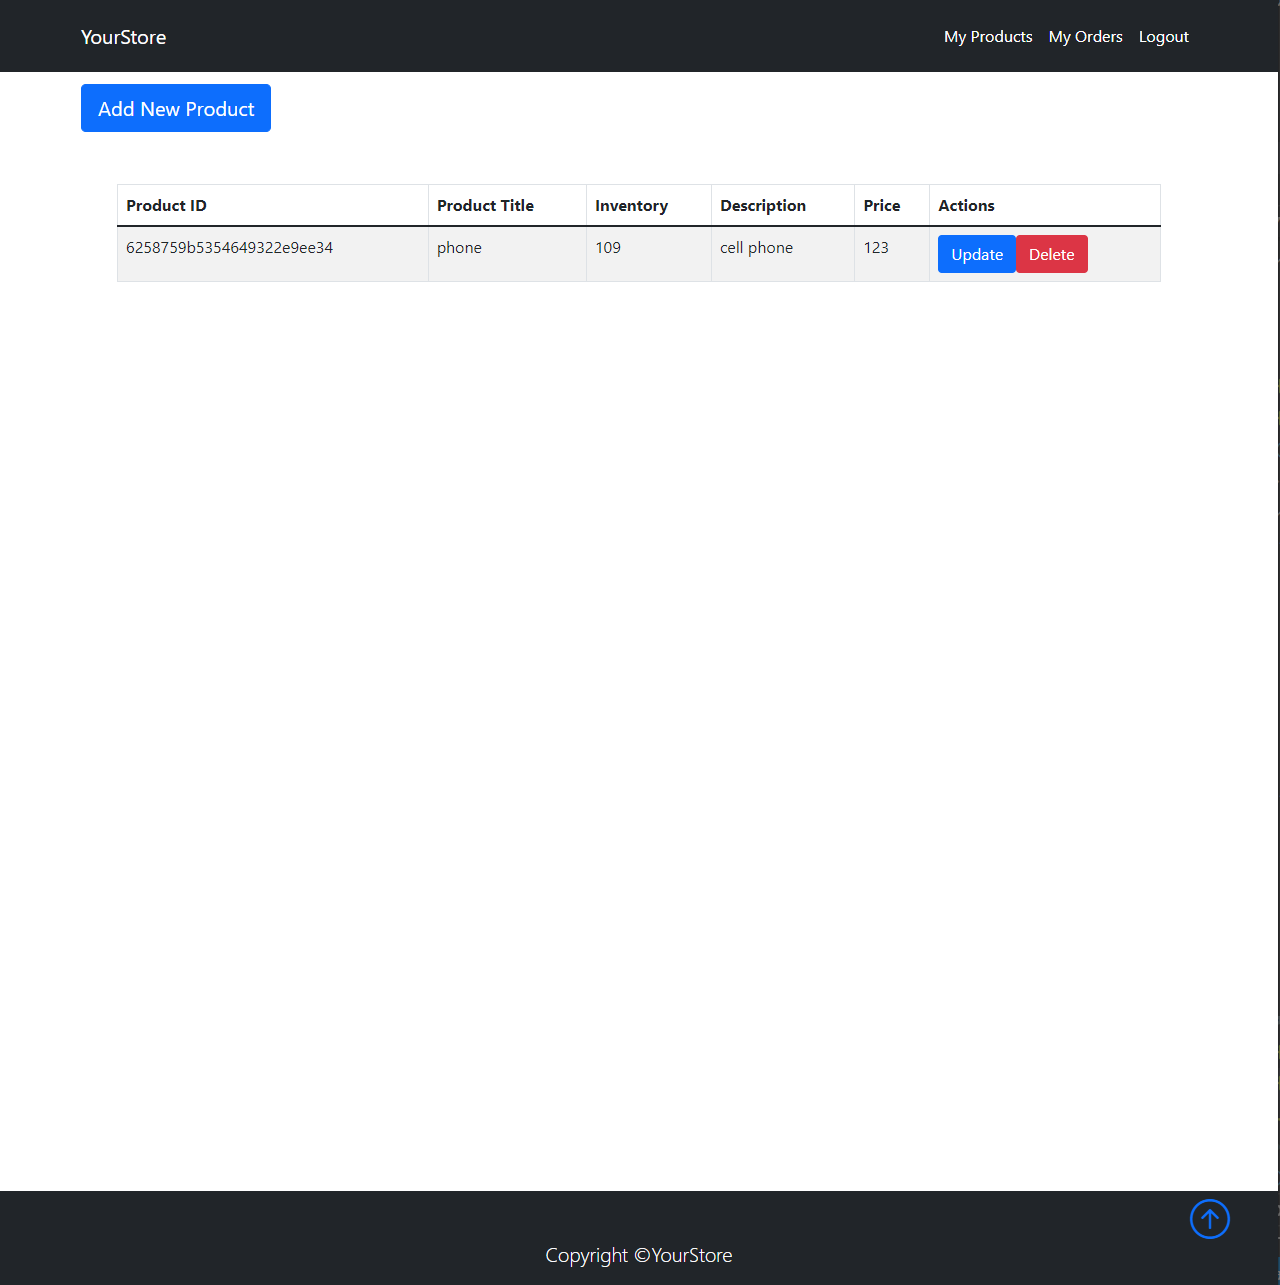 YourStore My Products My Orders Logout
Add New Product
Product ID Product Title Inventory Description Price Actions
6258759b5354649322e9ee34 phone 109 cell phone 123 Update Delete
Copyright ©YourStore